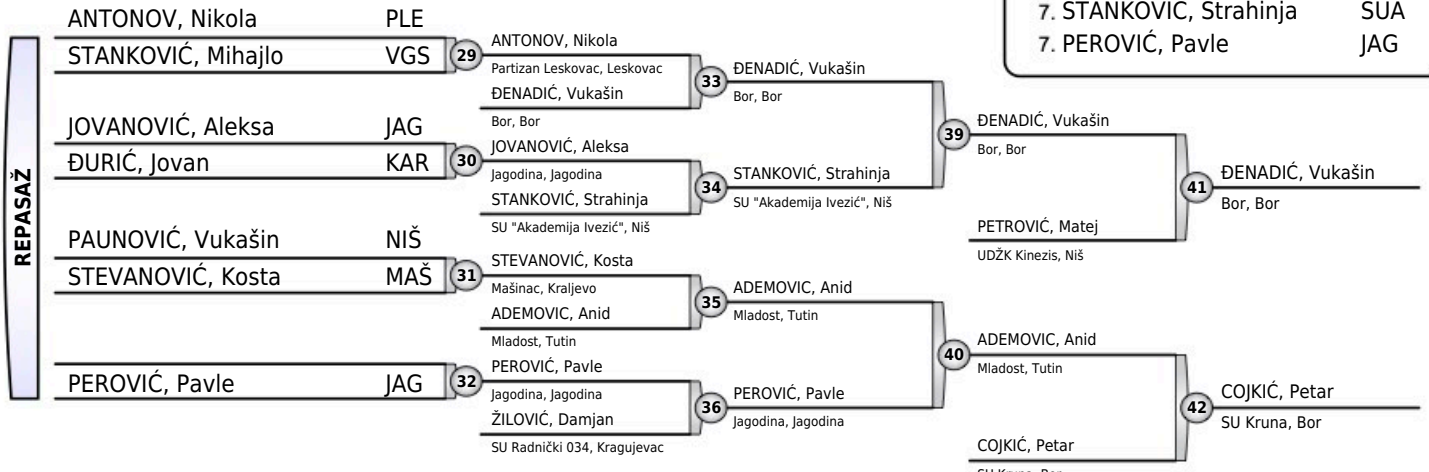 7. STANKOVIĆ, Strahinja SUA
7. PEROVIĆ, Pavle JAG
REPASAŽ
ANTONOV, Nikola PLE
STANKOVIĆ, Mihajlo VGS
29
JOVANOVIĆ, Aleksa JAG
ĐURIĆ, Jovan KAR
30
PAUNOVIĆ, Vukašin NIŠ
STEVANOVIĆ, Kosta MAŠ
31
PEROVIĆ, Pavle JAG
32
ANTONOV, Nikola
Partizan Leskovac, Leskovac
ĐENADIĆ, Vukašin
Bor, Bor
33
JOVANOVIĆ, Aleksa
Jagodina, Jagodina
STANKOVIĆ, Strahinja
SU "Akademija Ivezić", Niš
34
STEVANOVIĆ, Kosta
Mašinac, Kraljevo
ADEMOVIC, Anid
Mladost, Tutin
35
PEROVIĆ, Pavle
Jagodina, Jagodina
ŽILOVIĆ, Damjan
SU Radnički 034, Kragujevac
36
ĐENADIĆ, Vukašin
Bor, Bor
STANKOVIĆ, Strahinja
SU "Akademija Ivezić", Niš
39
ADEMOVIC, Anid
Mladost, Tutin
PEROVIĆ, Pavle
Jagodina, Jagodina
40
ĐENADIĆ, Vukašin
Bor, Bor
PETROVIĆ, Matej
UDŽK Kinezis, Niš
41
ADEMOVIC, Anid
Mladost, Tutin
COJKIĆ, Petar
SU Kruna, Bor
42
ĐENADIĆ, Vukašin
Bor, Bor
COJKIĆ, Petar
SU Kruna, Bor